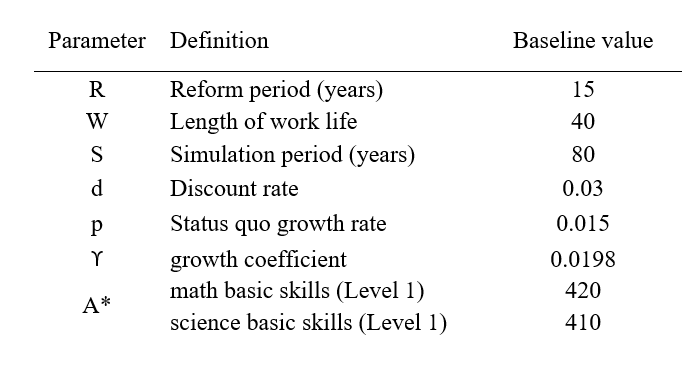 Parameter Definition Baseline value
R Reform period (years) 15
W Length of work life 40
S Simulation period (years) 80
d Discount rate 0.03
p Status quo growth rate 0.015
ϒ growth coefficient 0.0198
A* math basic skills (Level 1) 420
science basic skills (Level 1) 410